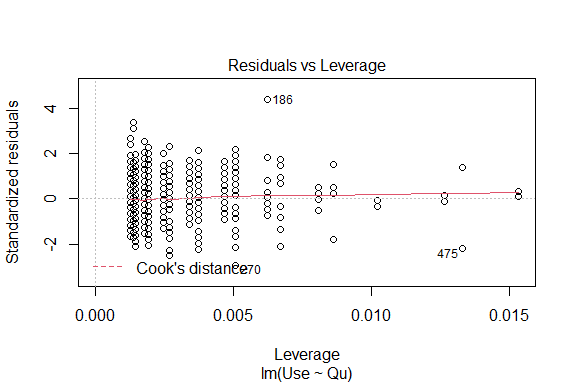 Residuals vs Leverage
Standardized residuals
4
2
0
-2
186
475
Cook's distance
270
0.000
0.005
0.010
0.015
Leverage
lm(Use ~ Qu)